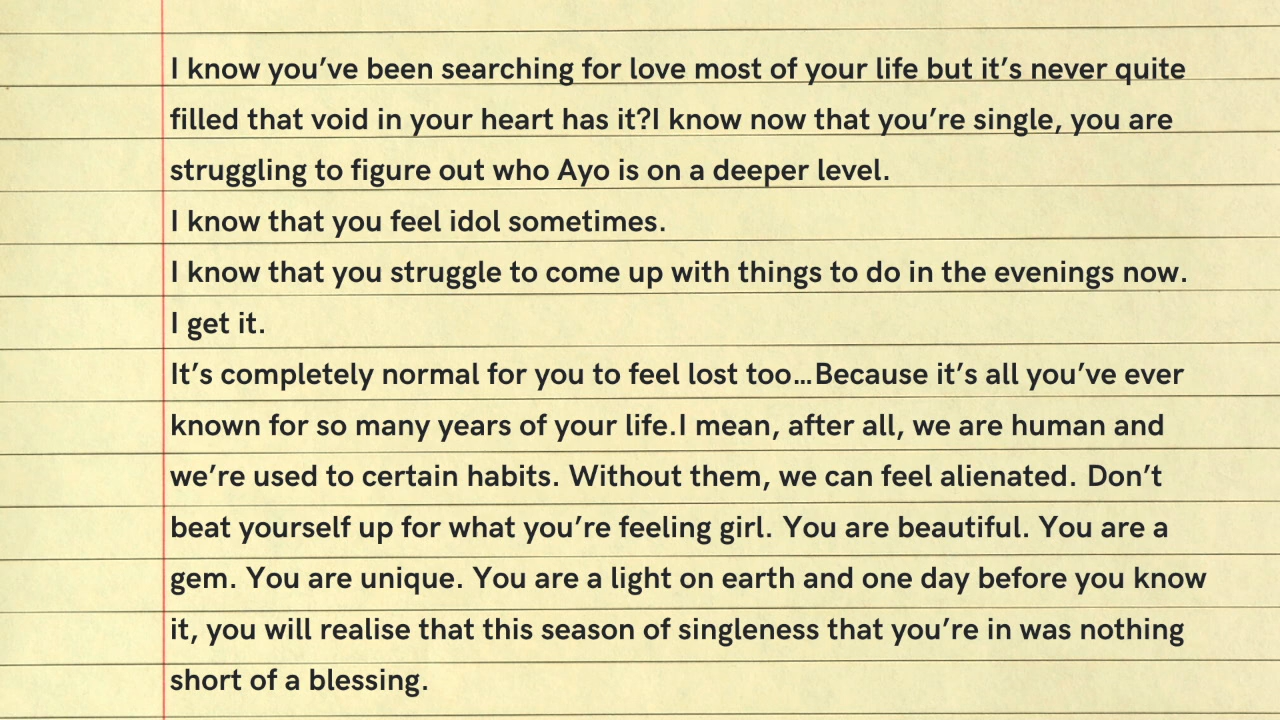 I know you’ve been searching for love most of your life but it’s never quite
filled that void in your heart has it?I know now that you’re single, you are
struggling to figure out who Ayo is on a deeper level.
I know that you feel idol sometimes.
I know that you struggle to come up with things to do in the evenings now.
I get it.
It’s completely normal for you to feel lost too...Because it’s all you’ve ever
known for so many years of your life.I mean, after all, we are human and
we’re used to certain habits. Without them, we can feel alienated. Don’t
beat yourself up for what you’re feeling girl. You are beautiful. You are a
gem. You are unique. You are a light on earth and one day before you know
it, you will realise that this season of singleness that you’re in was nothing
short of a blessing.